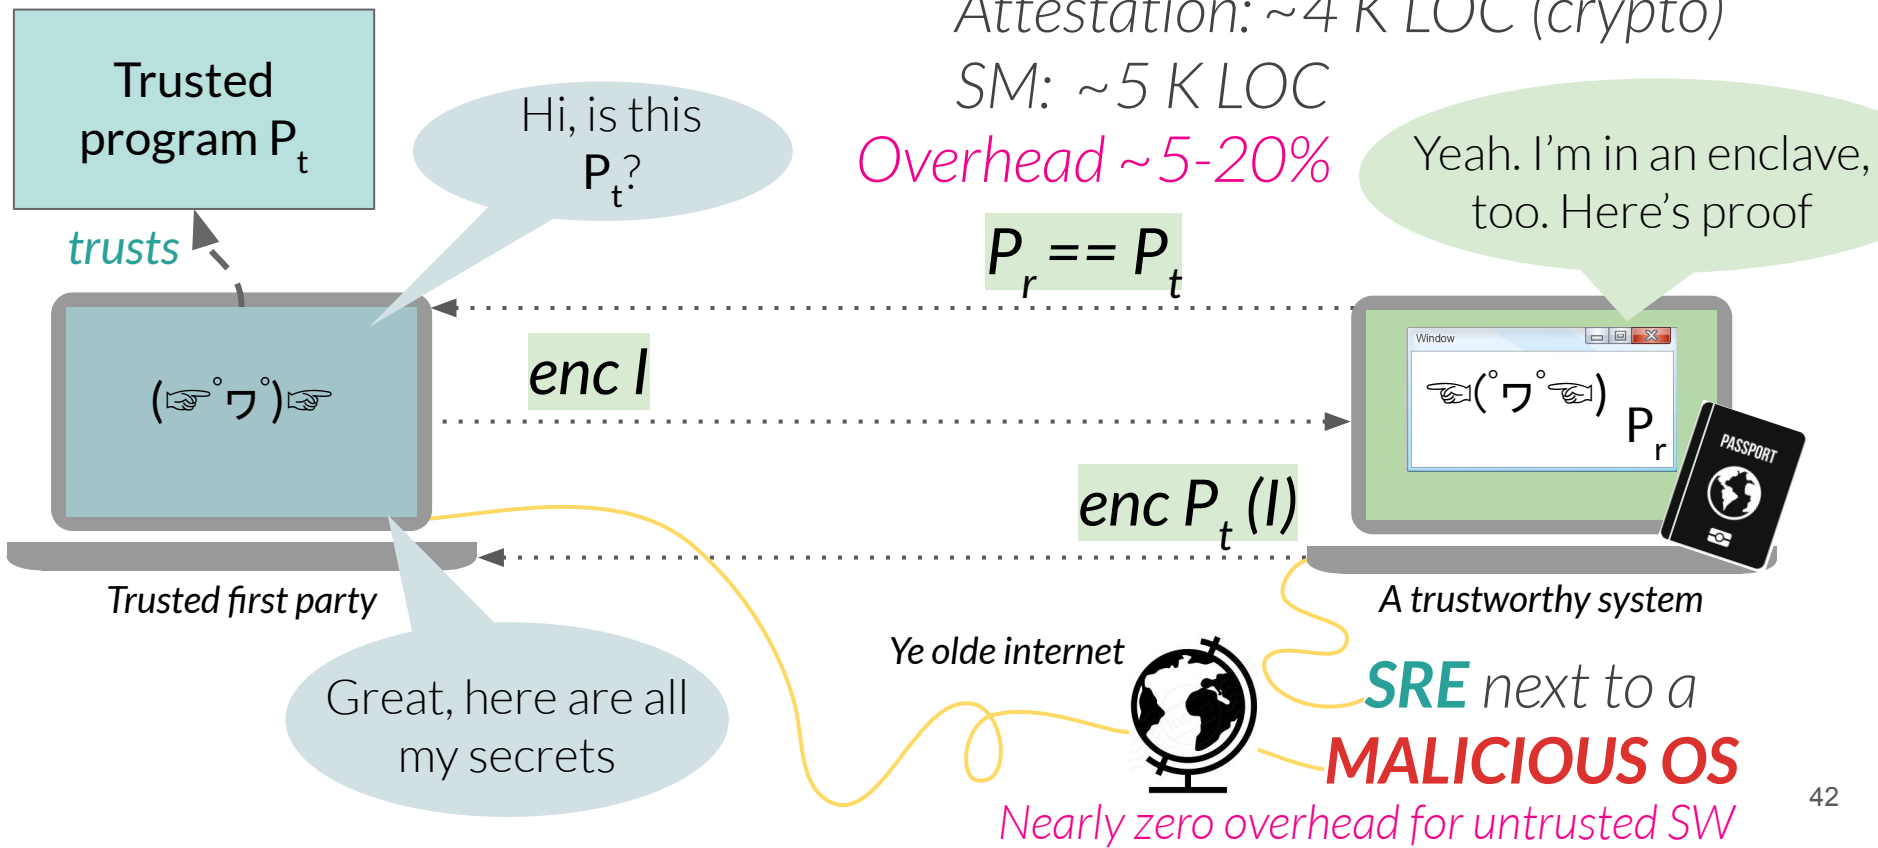 Attestation: ~4 K LOC (crypto)
SM: ~5 K LOC
Overhead ~5-20%
Trusted
program Pt
trusts
Hi, is this
Pt?
Yeah. I'm in an enclave,
too. Here's proof
Pr == Pt
enc I
enc Pt (I)
(☞ﾟヮﾟ)☞
Window
☜(ﾟヮﾟ☜)
Pr
PASSPORT
Trusted first party
A trustworthy system
Great, here are all
my secrets
Ye olde internet
SRE next to a
MALICIOUS OS
Nearly zero overhead for untrusted SW
42